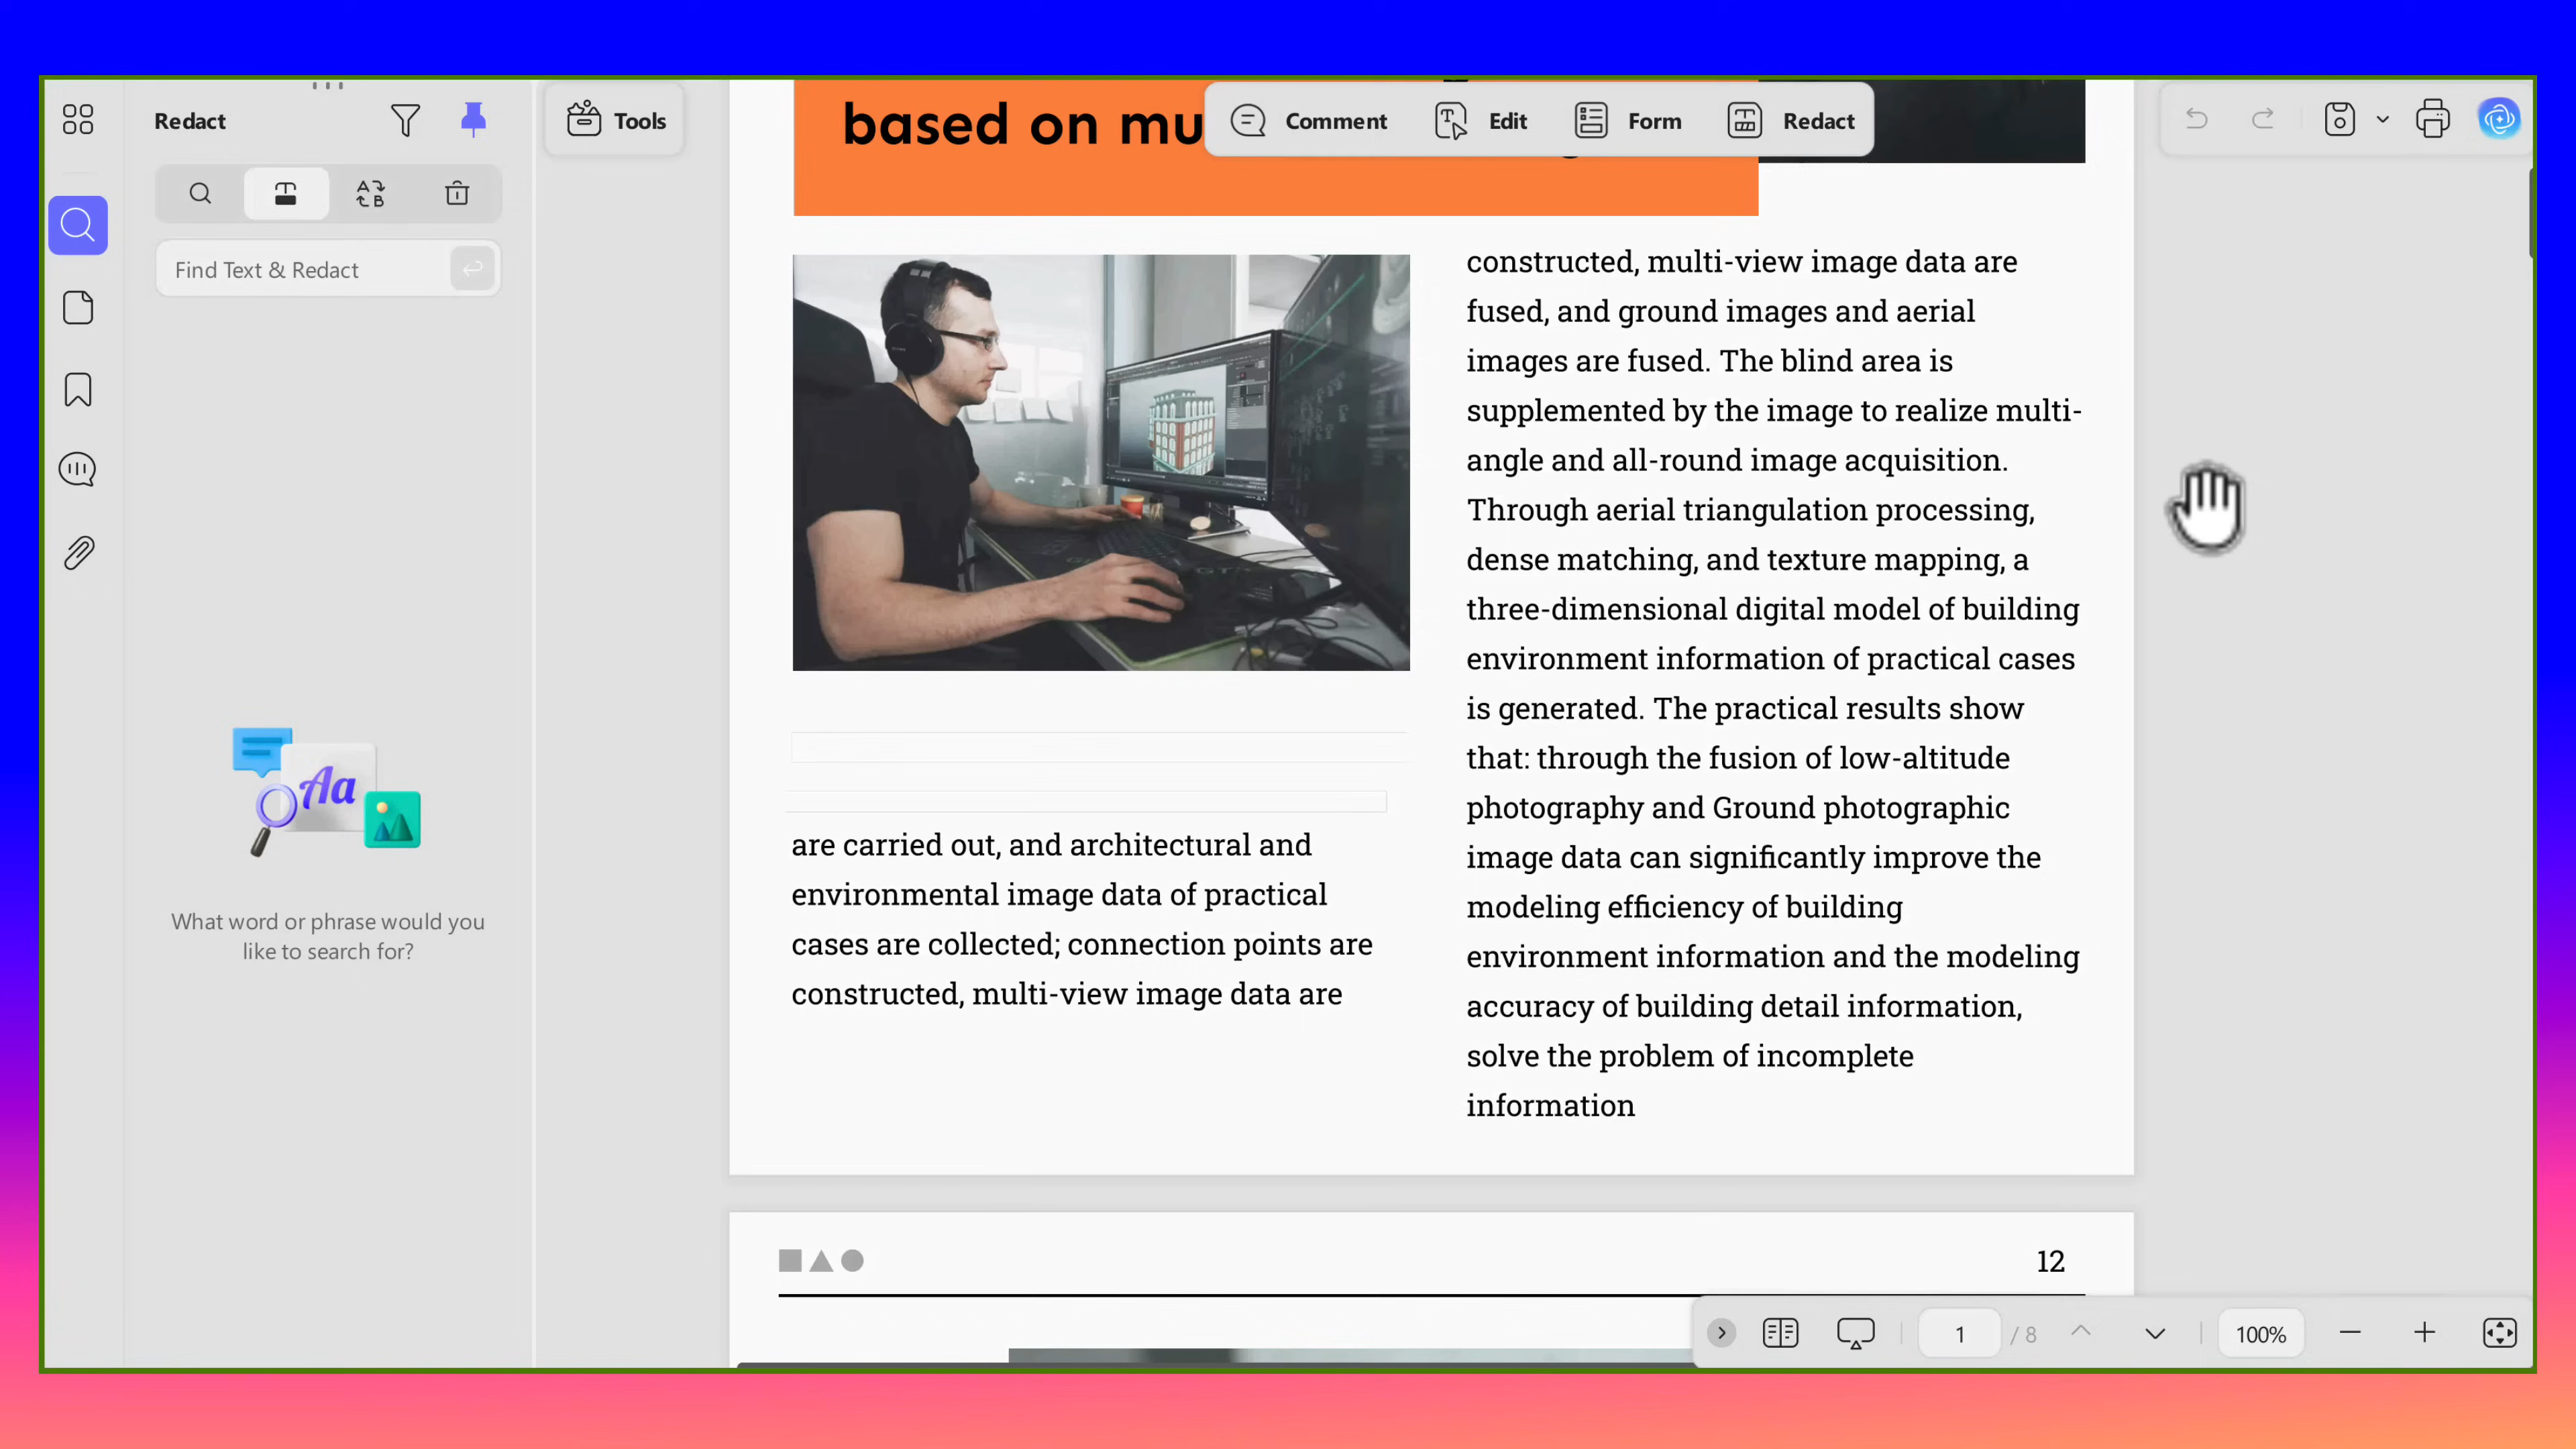 Redact
Tools
Comment
Edit
Form
Redact
Find Text & Redact
Aa
What word or phrase would you
like to search for?
based on mu
are carried out, and architectural and
environmental image data of practical
cases are collected; connection points are
constructed, multi-view image data are
constructed, multi-view image data are
fused, and ground images and aerial
images are fused. The blind area is
supplemented by the image to realize multi-
angle and all-round image acquisition.
Through aerial triangulation processing,
dense matching, and texture mapping, a
three-dimensional digital model of building
environment information of practical cases
is generated. The practical results show
that: through the fusion of low-altitude
photography and Ground photographic
image data can significantly improve the
modeling efficiency of building
environment information and the modeling
accuracy of building detail information,
solve the problem of incomplete
information
12
1 / 8
100%